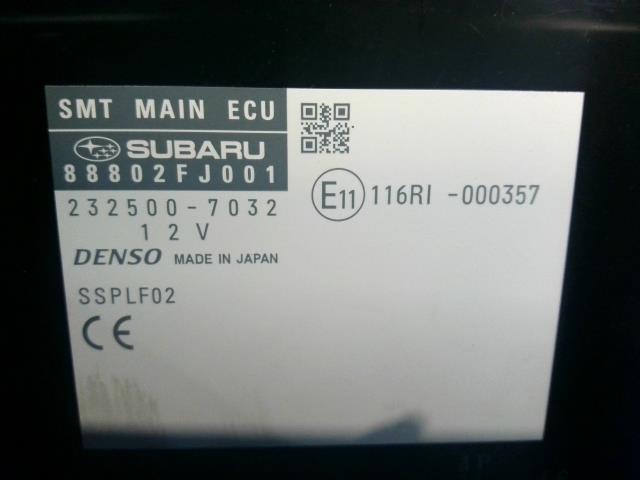 SMT MAIN ECU
SUBARU
88802FJ001
232500-7032
12V
DENSO MADE IN JAPAN
SSPLF02
CE
E11 116RI -000357